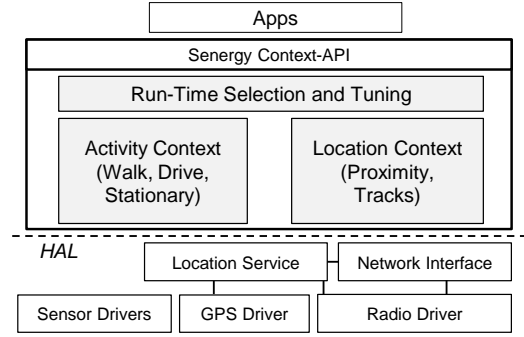 Apps
Senergy Context-API
Run-Time Selection and Tuning
Activity Context
(Walk, Drive,
Stationary)
Location Context
(Proximity,
Tracks)
HAL
Location Service
Network Interface
Sensor Drivers
GPS Driver
Radio Driver